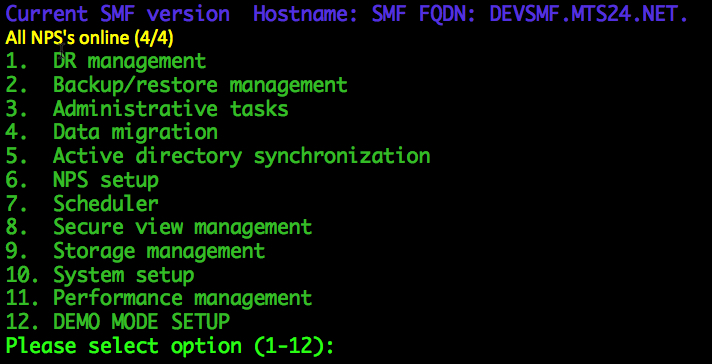 Current SMF version  Hostname: SMF FQDN: DEVSMF.MTS24.NET.
All NPS's online (4/4)
1.  DR management
2.  Backup/restore management
3.  Administrative tasks
4.  Data migration
5.  Active directory synchronization
6.  NPS setup
7.  Scheduler
8.  Secure view management
9.  Storage management
10. System setup
11. Performance management
12. DEMO MODE SETUP
Please select option (1-12):